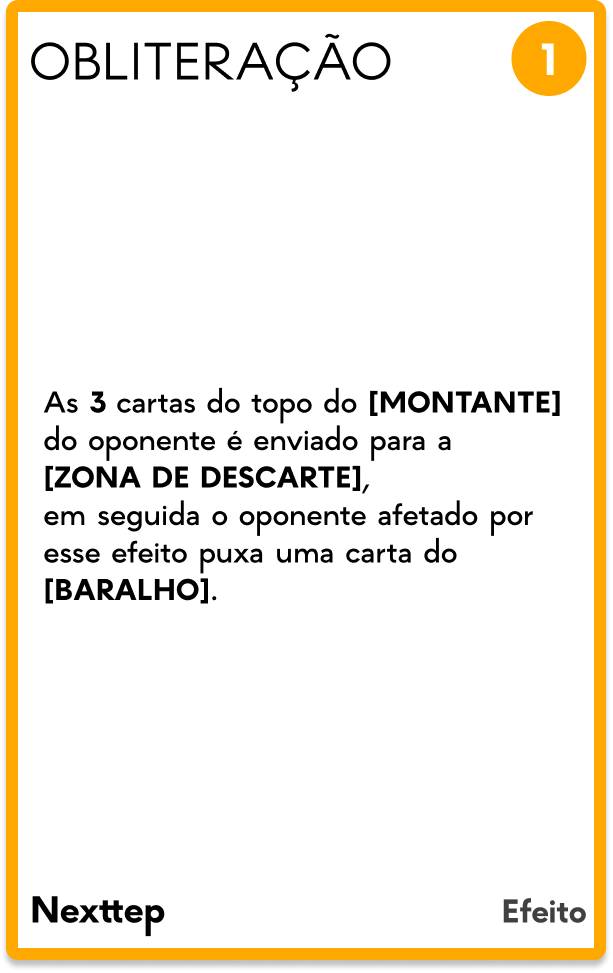 OBLITERAÇÃO
1
As 3 cartas do topo do [MONTANTE]
do oponente é enviado para a
[ZONA DE DESCARTE],
em seguida o oponente afetado por
esse efeito puxa uma carta do
[BARALHO].
Nexttep
Efeito